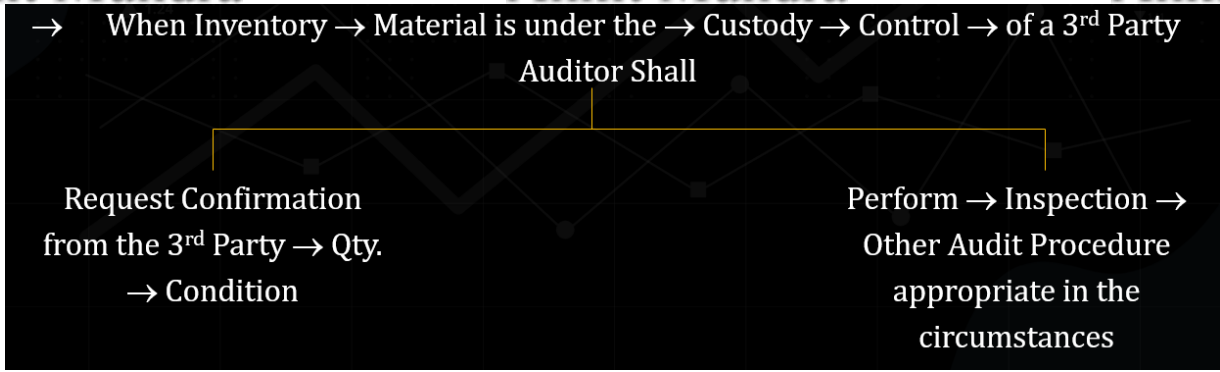 → When Inventory → Material is under the → Custody → Control → of a 3rd Party
Auditor Shall
Request Confirmation
from the 3rd Party → Qty.
→ Condition
Perform → Inspection →
Other Audit Procedure
appropriate in the
circumstances